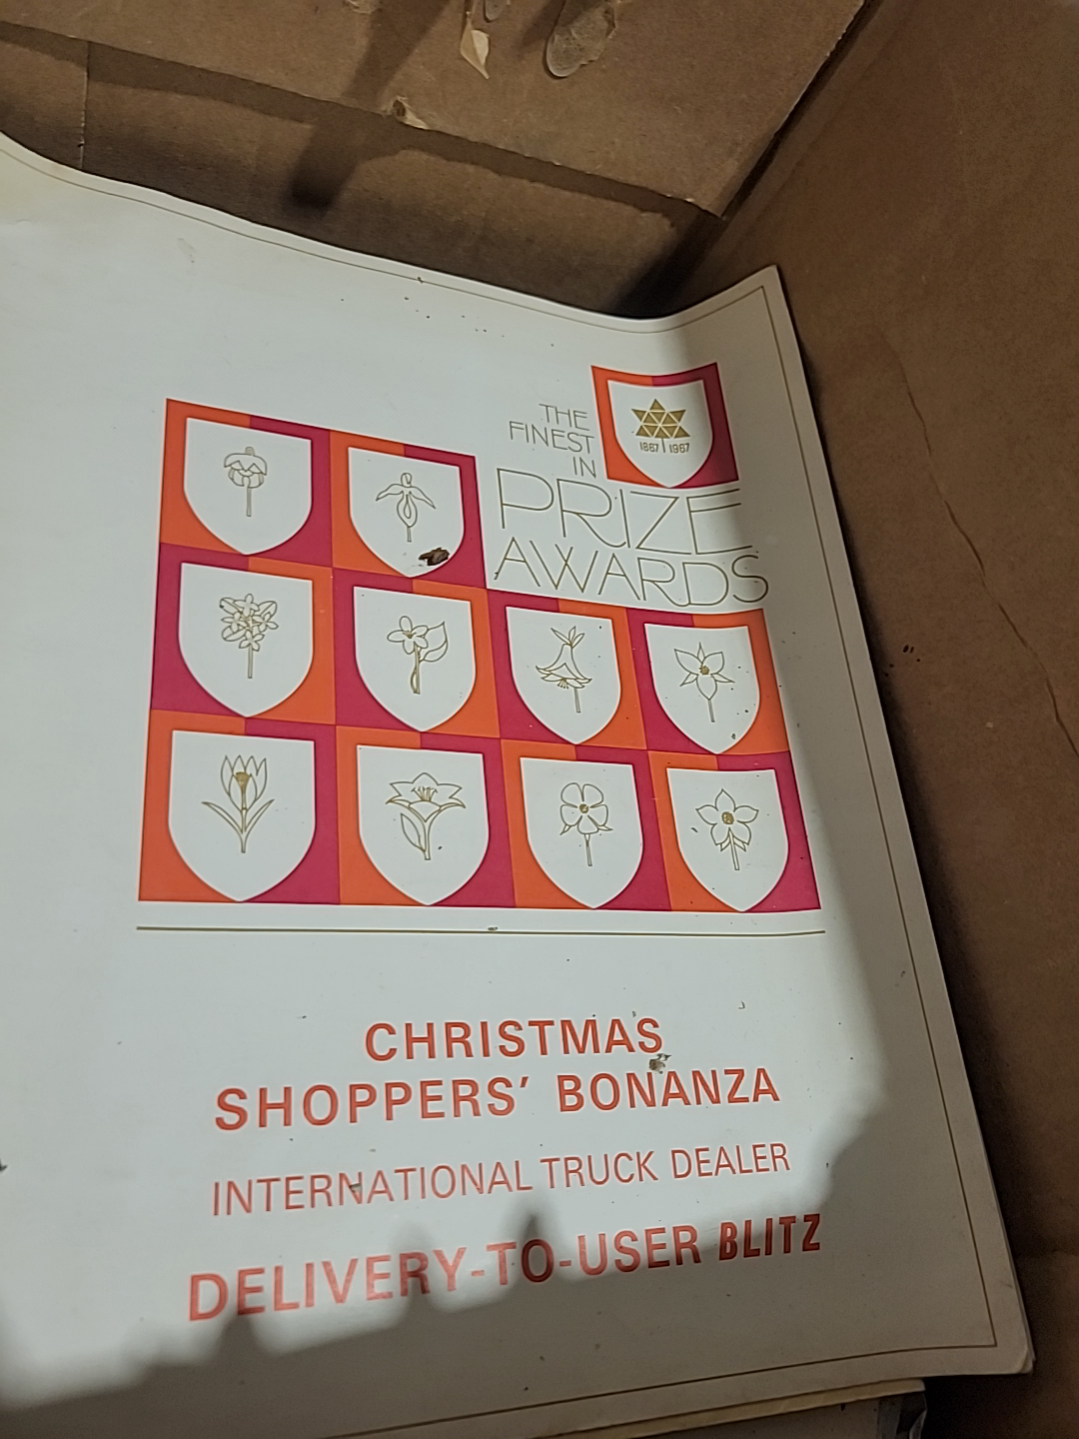 THE
FINEST
IN
PRIZE
AWARDS
1867 1967
CHRISTMAS
SHOPPERS' BONANZA
INTERNATIONAL TRUCK DEALER
DELIVERY-TO-USER BLITZ